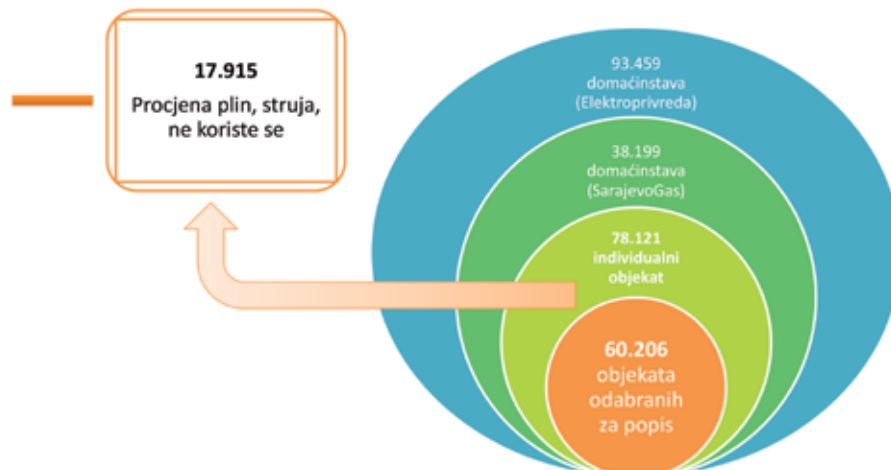 17.915
Procjena plin, struja,
ne koriste se
93.459
domaćinstava
(Elektroprivreda)
38.199
domaćinstava
(SarajevoGas)
78.121
individualni
objekat
60.206
objekata
odabranih
za popis